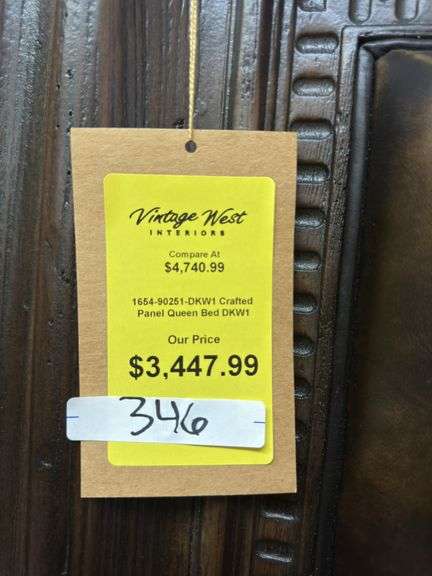 Vintage West
INTERIORS
Compare At
$4,740.99
1654-90251-DKW1 Crafted
Panel Queen Bed DKW1
Our Price
$3,447.99
346